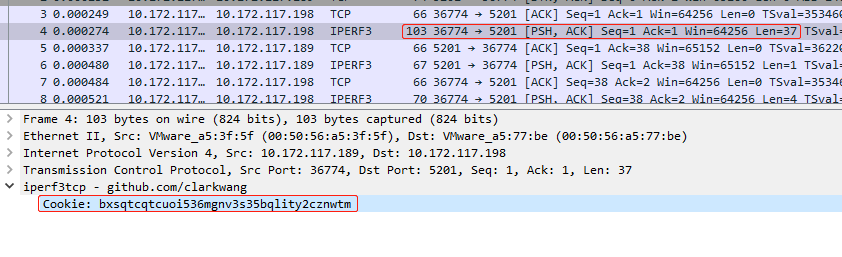 3 0.000249 10.172.117… 10.172.117.198 TCP 66 36774 → 5201 [ACK] Seq=1 Ack=1 Win=64256 Len=0 TSval=353460
4 0.000274 10.172.117… 10.172.117.198 IPERF3 103 36774 → 5201 [PSH, ACK] Seq=1 Ack=1 Win=64256 Len=37 TSval=
5 0.000337 10.172.117… 10.172.117.189 TCP 66 5201 → 36774 [ACK] Seq=1 Ack=38 Win=65152 Len=0 TSval=36220
6 0.000480 10.172.117… 10.172.117.189 IPERF3 67 5201 → 36774 [PSH, ACK] Seq=1 Ack=38 Win=65152 Len=1 TSval=
7 0.000484 10.172.117… 10.172.117.198 TCP 66 36774 → 5201 [ACK] Seq=38 Ack=2 Win=64256 Len=0 TSval=35346
8 0.000521 10.172.117… 10.172.117.198 IPERF3 70 36774 → 5201 [PSH, ACK] Seq=38 Ack=2 Win=64256 Len=4 TSval=
Frame 4: 103 bytes on wire (824 bits), 103 bytes captured (824 bits)
Ethernet II, Src: VMware_a5:3f:5f (00:50:56:a5:3f:5f), Dst: VMware_a5:77:be (00:50:56:a5:77:be)
Internet Protocol Version 4, Src: 10.172.117.189, Dst: 10.172.117.198
Transmission Control Protocol, Src Port: 36774, Dst Port: 5201, Seq: 1, Ack: 1, Len: 37
iperf3tcp - github.com/clarkwang
Cookie: bxsqtcqtcuoi536mgnv3s35bqlity2cznwtm